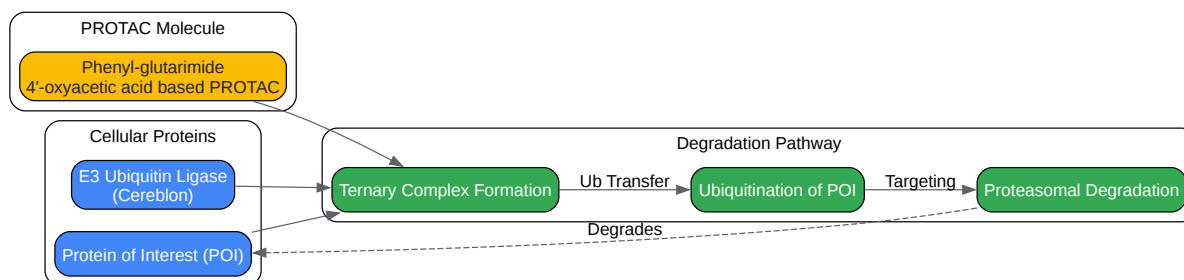 PROTAC Molecule
Phenyl-glutarimide
4'-oxyacetic acid based PROTAC
Cellular Proteins
E3 Ubiquitin Ligase
(Cereblon)
Protein of Interest (POI)
Degradation Pathway
Ternary Complex Formation
Ub Transfer
Ubiquitination of POI
Targeting
Proteasomal Degradation
Degrades